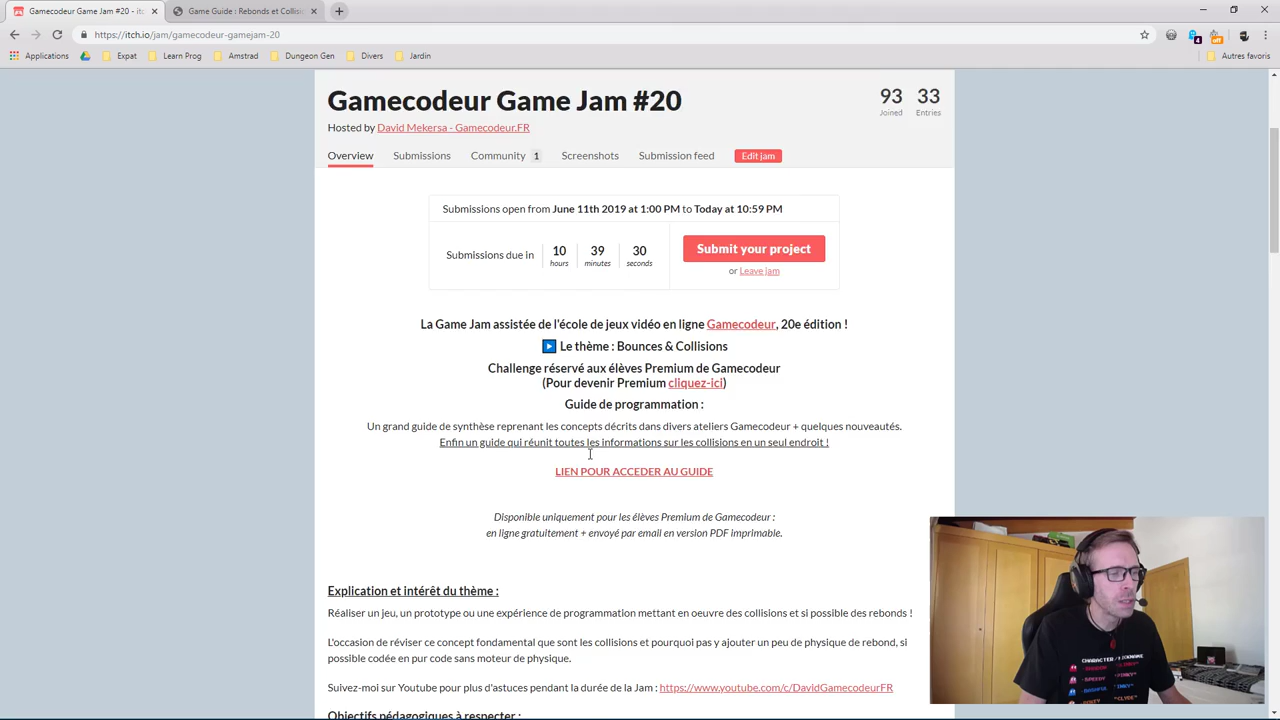 Gamecodeur Game Jam #20 - itc
Game Guide : Rebonds et Collisio
https://itch.io/jam/gamecodeur-gamejam-20
Applications
Expat
Learn Prog
Amstrad
Dungeon Gen
Divers
Jardin
Autres favoris
Gamecodeur Game Jam #20
93 33
Joined Entries
Hosted by David Mekersa - Gamecodeur.FR
Overview Submissions Community 1 Screenshots Submission feed Edit jam
Submissions open from June 11th 2019 at 1:00 PM to Today at 10:59 PM
Submissions due in 10 hours 39 minutes 30 seconds
Submit your project
or Leave jam
La Game Jam assistée de l'école de jeux vidéo en ligne Gamecodeur, 20e édition !
Le thème : Bounces & Collisions
Challenge réservé aux élèves Premium de Gamecodeur
(Pour devenir Premium cliquez-ici)
Guide de programmation :
Un grand guide de synthèse reprenant les concepts décrits dans divers ateliers Gamecodeur + quelques nouveautés.
Enfin un guide qui réunit toutes les informations sur les collisions en un seul endroit !
LIEN POUR ACCEDER AU GUIDE
Disponible uniquement pour les élèves Premium de Gamecodeur :
en ligne gratuitement + envoyé par email en version PDF imprimable.
Explication et intérêt du thème :
Réaliser un jeu, un prototype ou une expérience de programmation mettant en oeuvre des collisions et si possible des rebonds !
L'occasion de réviser ce concept fondamental que sont les collisions et pourquoi pas y ajouter un peu de physique de rebond, si
possible codée en pur code sans moteur de physique.
Suivez-moi sur Youtube pour plus d'astuces pendant la durée de la Jam : https://www.youtube.com/c/DavidGamecodeurFR
Objectifs pédagogiques à respecter :
CHARACTER / NICKNAME